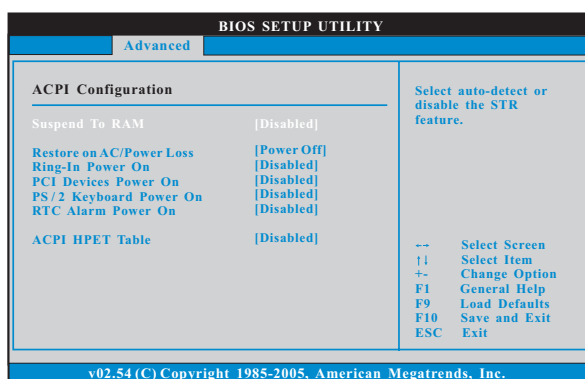 BIOS SETUP UTILITY
Advanced
ACPI Configuration
Suspend To RAM [Disabled]
Restore on AC/Power Loss [Power Off]
Ring-In Power On [Disabled]
PCI Devices Power On [Disabled]
PS/2 Keyboard Power On [Disabled]
RTC Alarm Power On [Disabled]
ACPI HPET Table [Disabled]
Select auto-detect or
disable the STR
feature.
←→ Select Screen
↑↓ Select Item
+- Change Option
F1 General Help
F9 Load Defaults
F10 Save and Exit
ESC Exit
v02.54 (C) Copyright 1985-2005, American Megatrends, Inc.